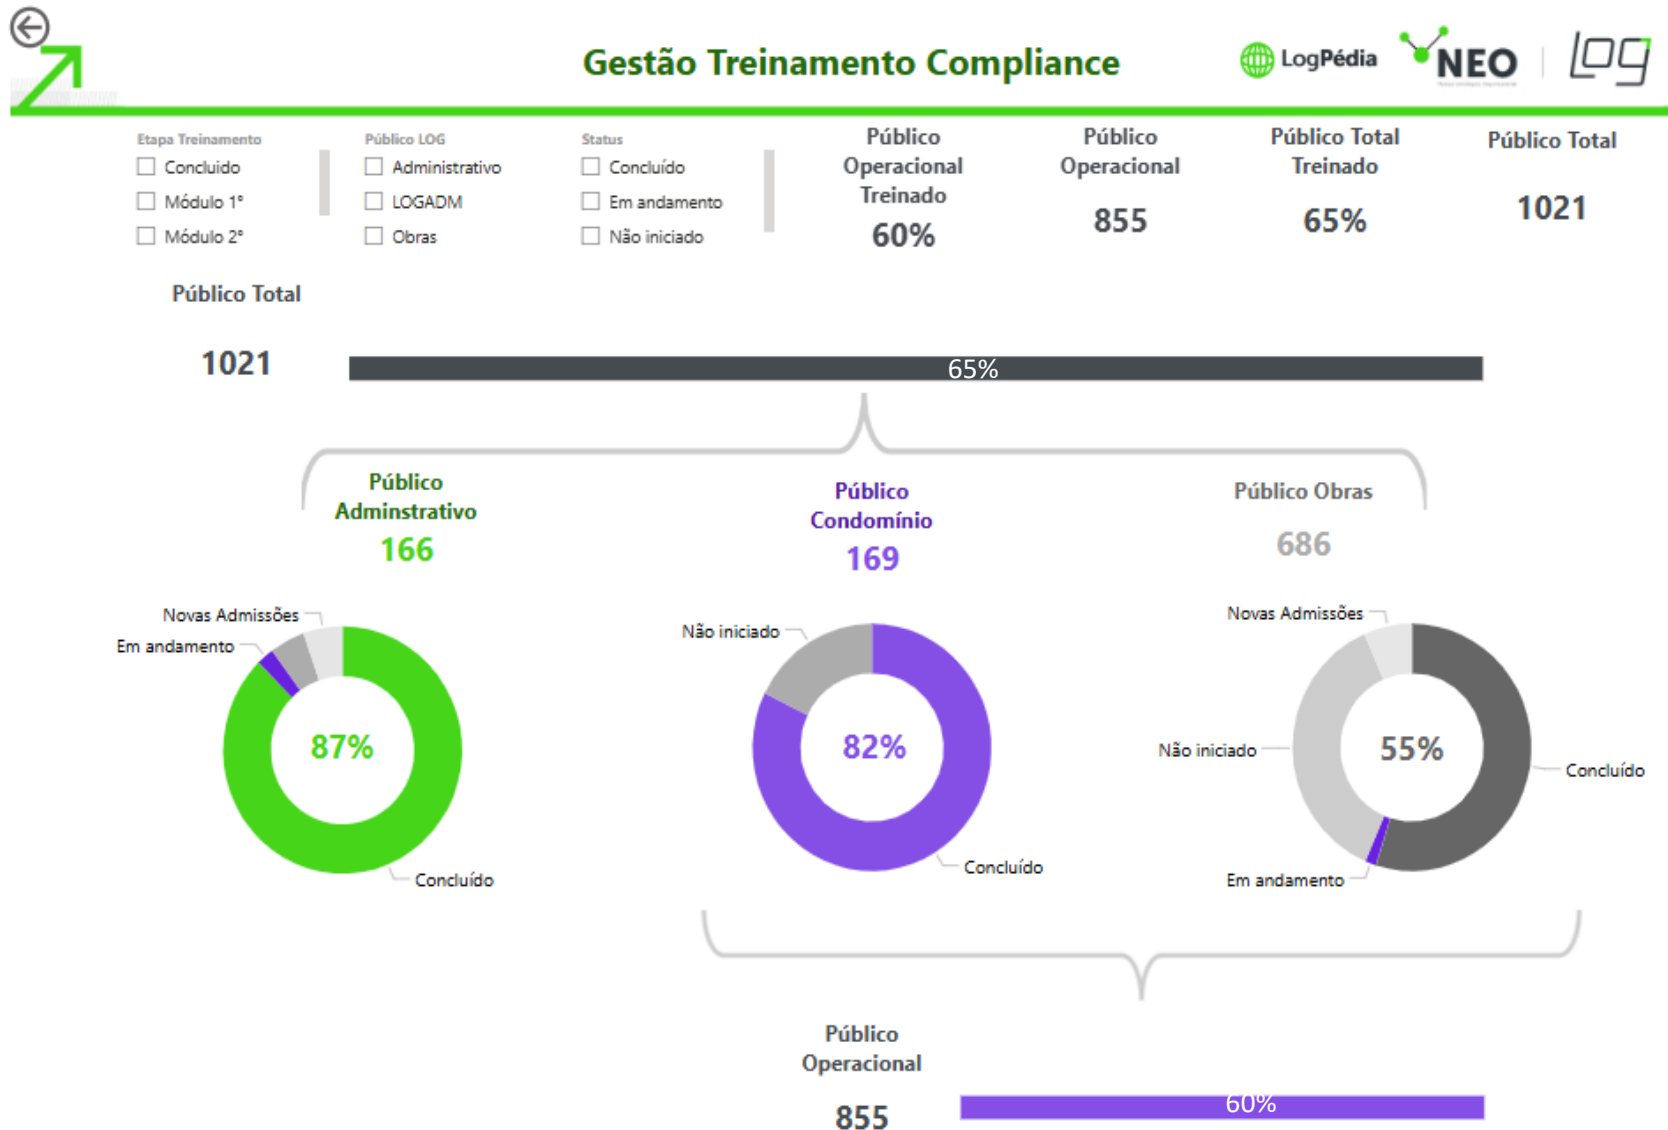 Gestão Treinamento Compliance
LogPédia
NEO
Log
Etapa Treinamento
Concluido
Módulo 1°
Módulo 2°
Público LOG
Administrativo
LOGADM
Obras
Status
Concluído
Em andamento
Não iniciado
Público
Operacional
Treinado
60%
Público
Operacional
855
Público Total
Treinado
65%
Público Total
1021
Público Total
1021
65%
Público
Adminstrativo
166
Público
Condomínio
169
Público Obras
686
Novas Admissões
Em andamento
87%
Concluído
Não iniciado
82%
Concluído
Novas Admissões
Não iniciado
55%
Concluído
Em andamento
Público
Operacional
855
60%